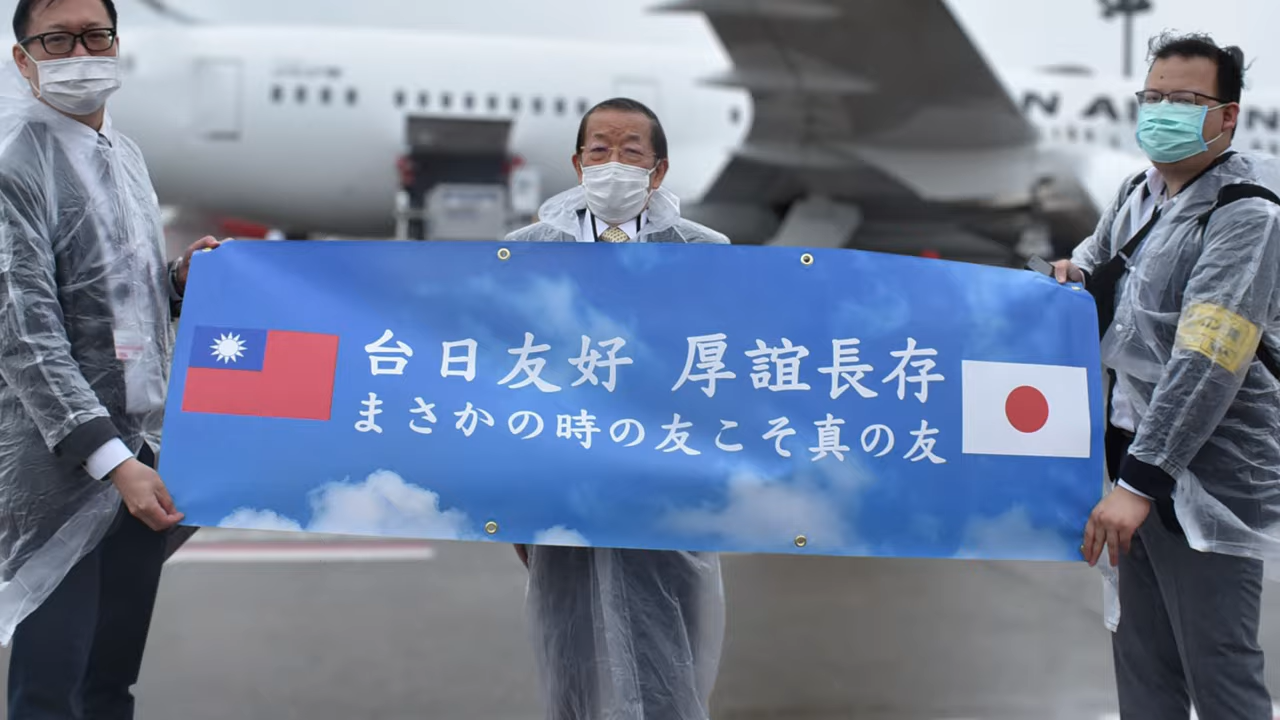 台日友好 厚誼長存
まさかの時の友こそ真の友